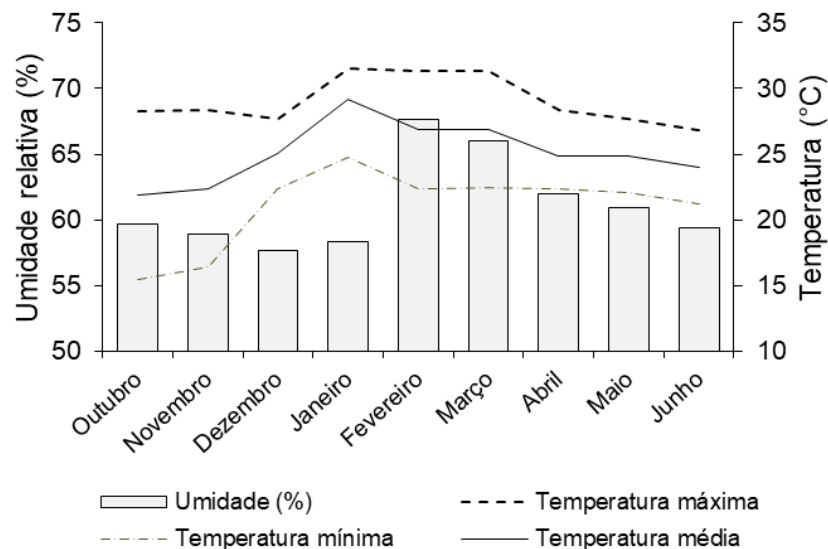 Umidade relativa (%)
75
70
65
60
55
50
35
30
25
20
15
10
Temperatura (°C)
Outubro
Novembro
Dezembro
Janeiro
Fevereiro
Março
Abril
Maio
Junho
Umidade (%)
Temperatura máxima
Temperatura mínima
Temperatura média